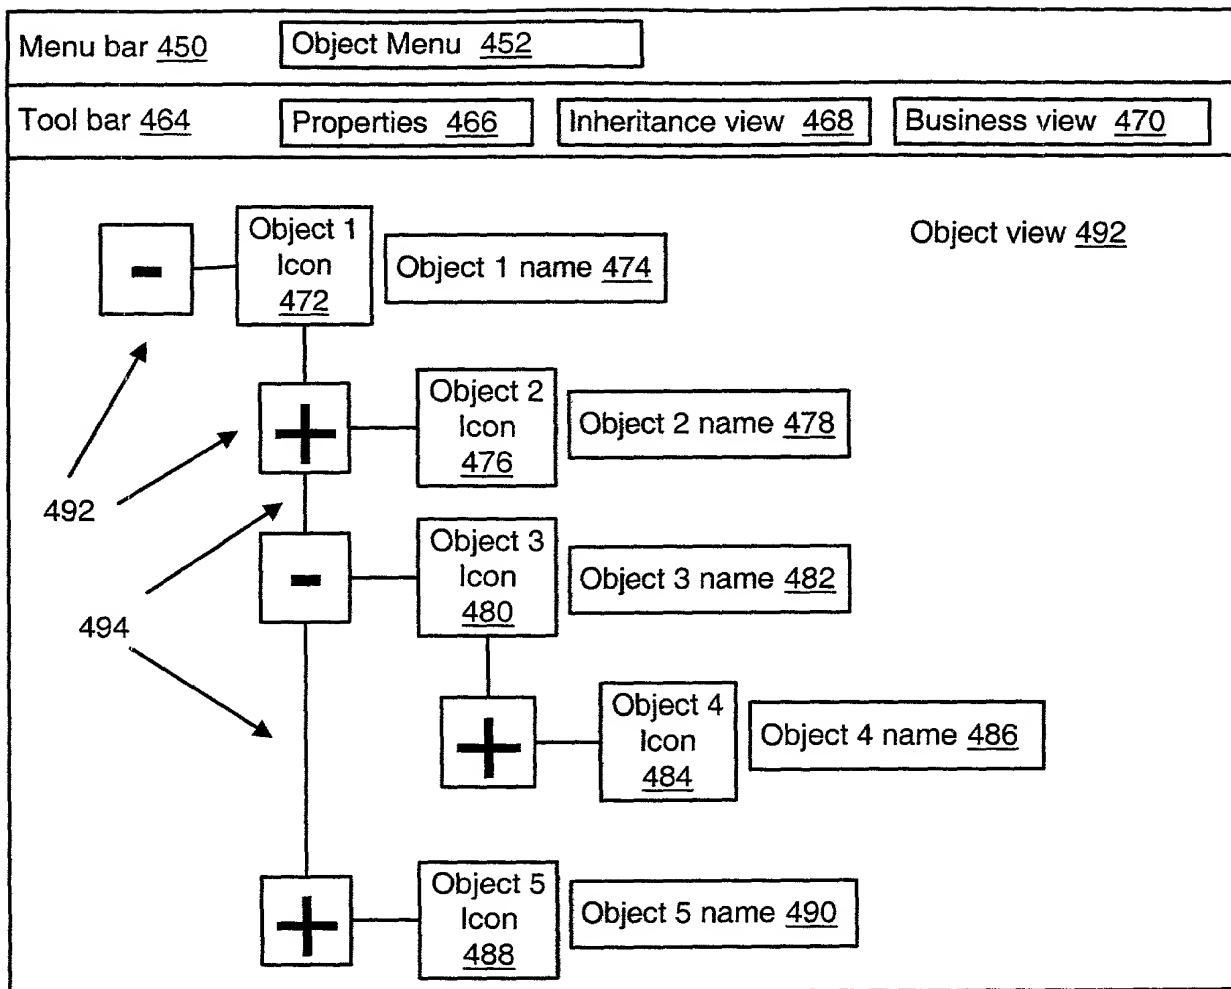 Menu bar 450
Object Menu 452
Tool bar 464
Properties 466
Inheritance view 468
Business view 470
Object view 492
-
Object 1
Icon
472
Object 1 name 474
+
Object 2
Icon
476
Object 2 name 478
492
-
Object 3
Icon
480
Object 3 name 482
494
+
Object 4
Icon
484
Object 4 name 486
+
Object 5
Icon
488
Object 5 name 490